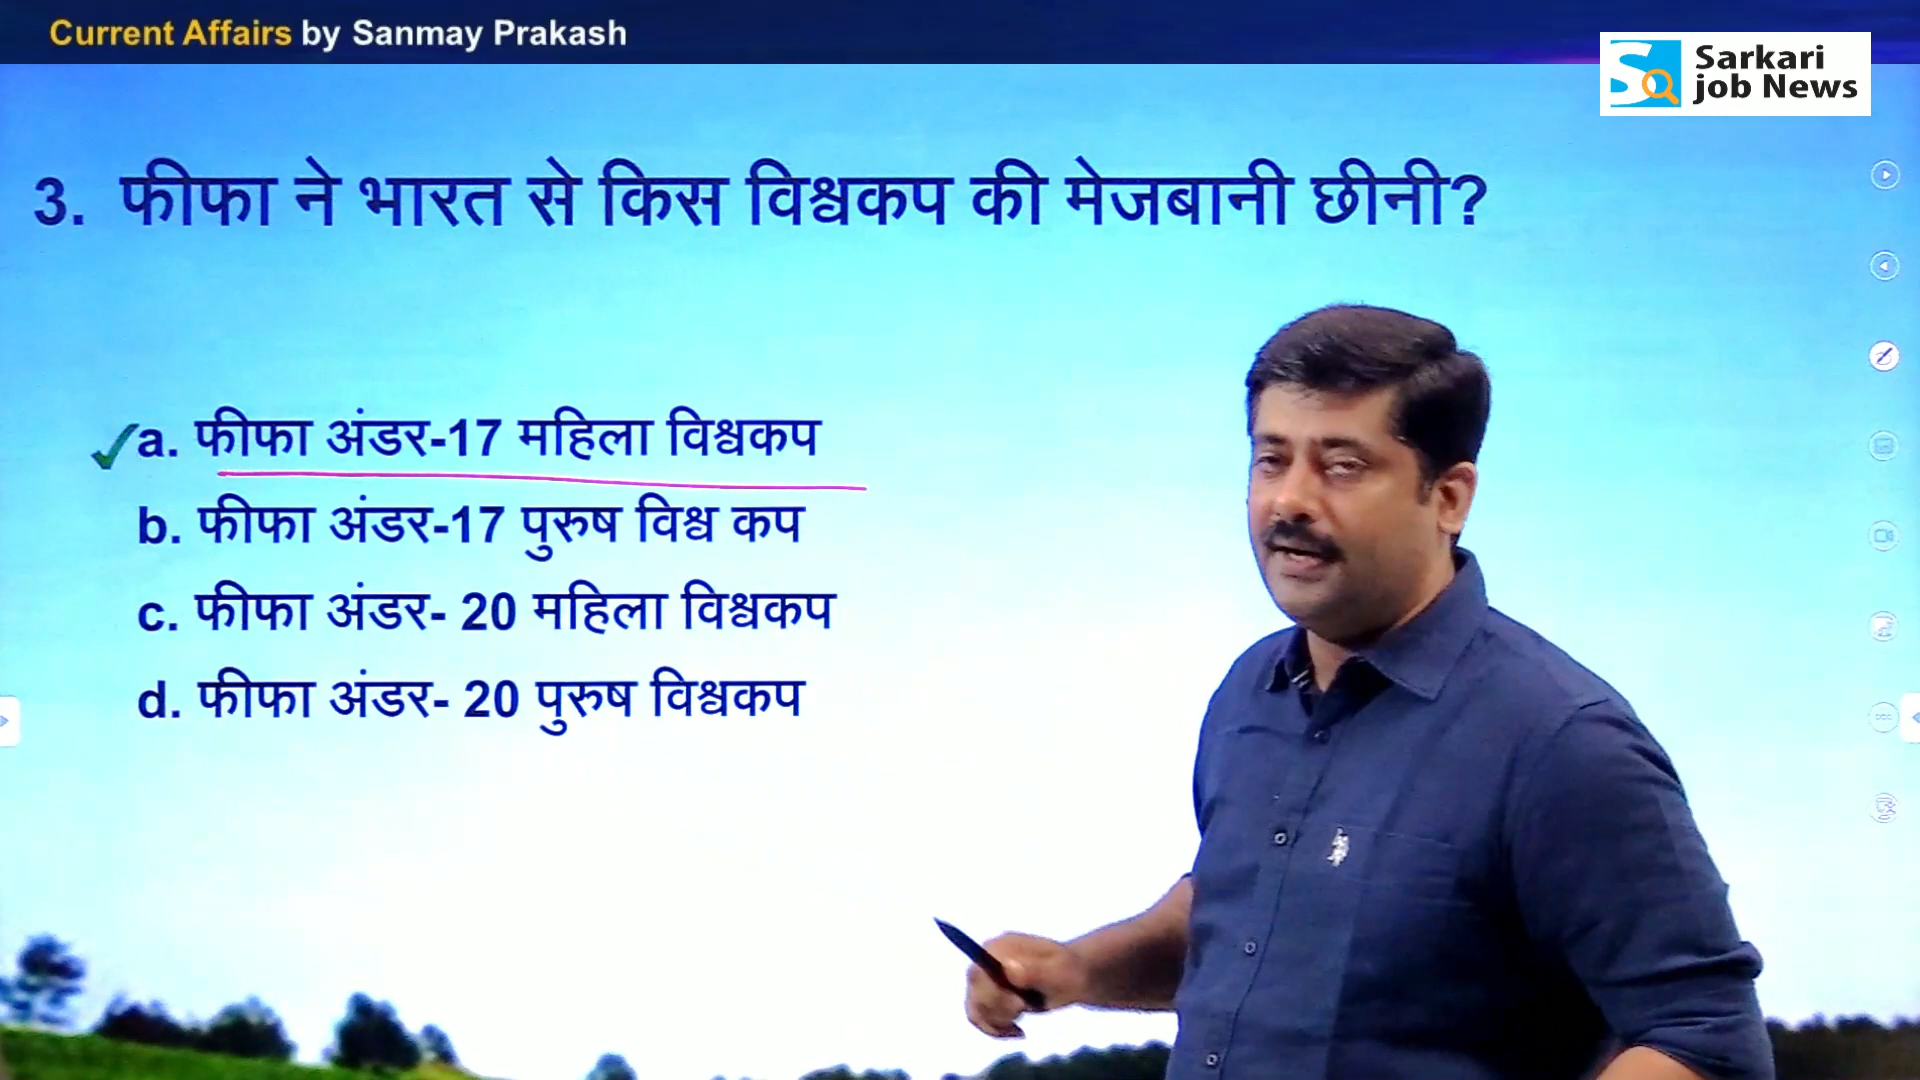 Current Affairs by Sanmay Prakash
Sarkari
job News
3. फीफा ने भारत से किस विश्वकप की मेजबानी छीनी?
a. फीफा अंडर-17 महिला विश्वकप
b. फीफा अंडर-17 पुरुष विश्व कप
c. फीफा अंडर- 20 महिला विश्वकप
d. फीफा अंडर- 20 पुरुष विश्वकप